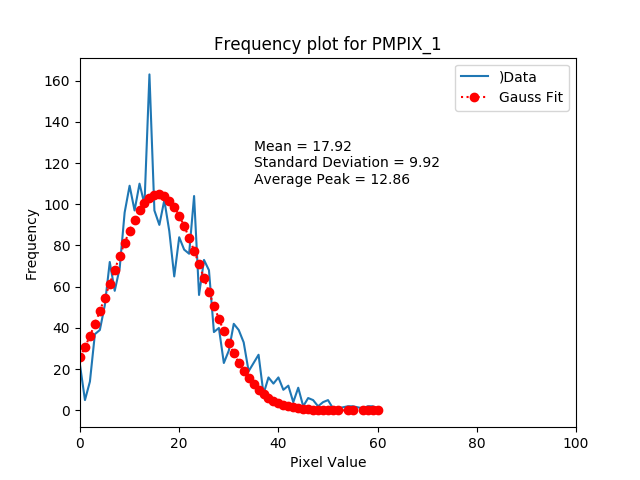 Frequency plot for PMPIX_1
)Data
Gauss Fit
Mean = 17.92
Standard Deviation = 9.92
Average Peak = 12.86
Frequency
160
140
120
100
80
60
40
20
0
0 20 40 60 80 100
Pixel Value